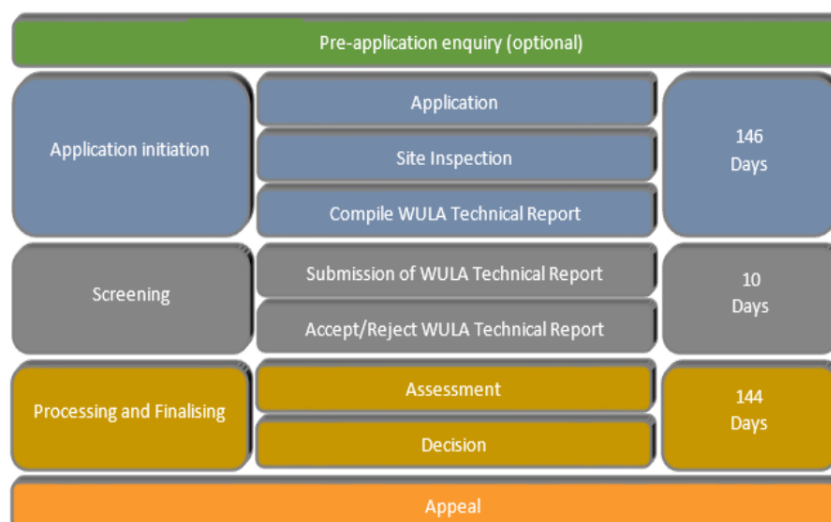 Pre-application enquiry (optional)
Application initiation
Application
Site Inspection
Compile WULA Technical Report
146
Days
Screening
Submission of WULA Technical Report
Accept/Reject WULA Technical Report
10
Days
Processing and Finalising
Assessment
Decision
144
Days
Appeal